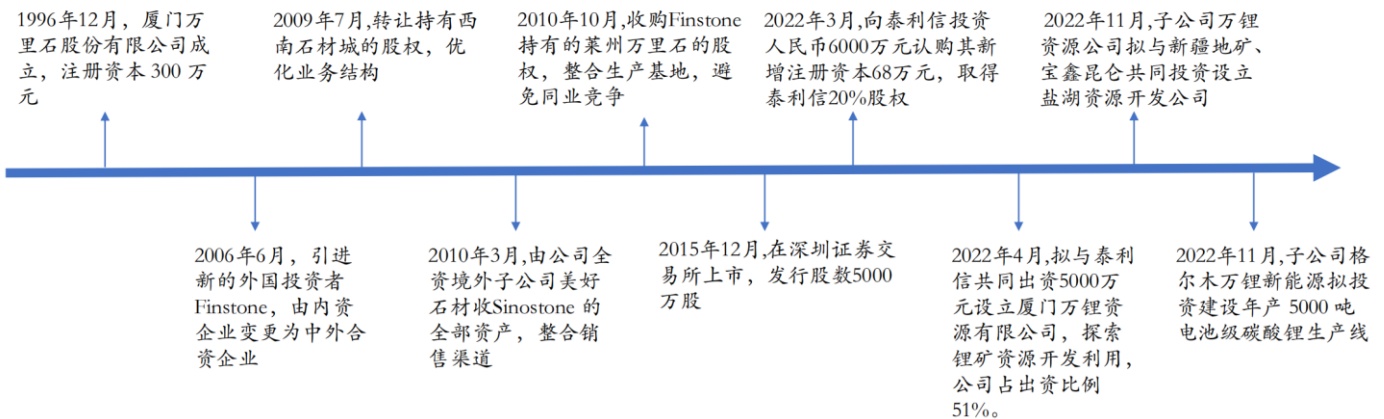 1996年12月，厦门万
里石股份有限公司成
立，注册资本 300 万
元
2009年7月,转让持有西
南石材城的股权，优
化业务结构
2010年10月,收购Finstone
持有的莱州万里石的股
权，整合生产基地，避
免同业竞争
2022年3月,向泰利信投资
人民币6000万元认购其新
增注册资本68万元，取得
泰利信20%股权
2022年11月,子公司万锂
资源公司拟与新疆地矿、
宝鑫昆仑共同投资设立
盐湖资源开发公司
2006年6月，引进
新的外国投资者
Finstone，由内资
企业变更为中外合
资企业
2010年3月,由公司全
资境外子公司美好
石材收Sinostone 的
全部资产，整合销
售渠道
2015年12月,在深圳证券交
易所上市，发行股数5000
万股
2022年4月,拟与泰利
信共同出资5000万
元设立厦门万锂资
源有限公司，探索
锂矿资源开发利用，
公司占出资比例
51%。
2022年11月,子公司格
尔木万锂新能源拟投
资建设年产 5000 吨
电池级碳酸锂生产线